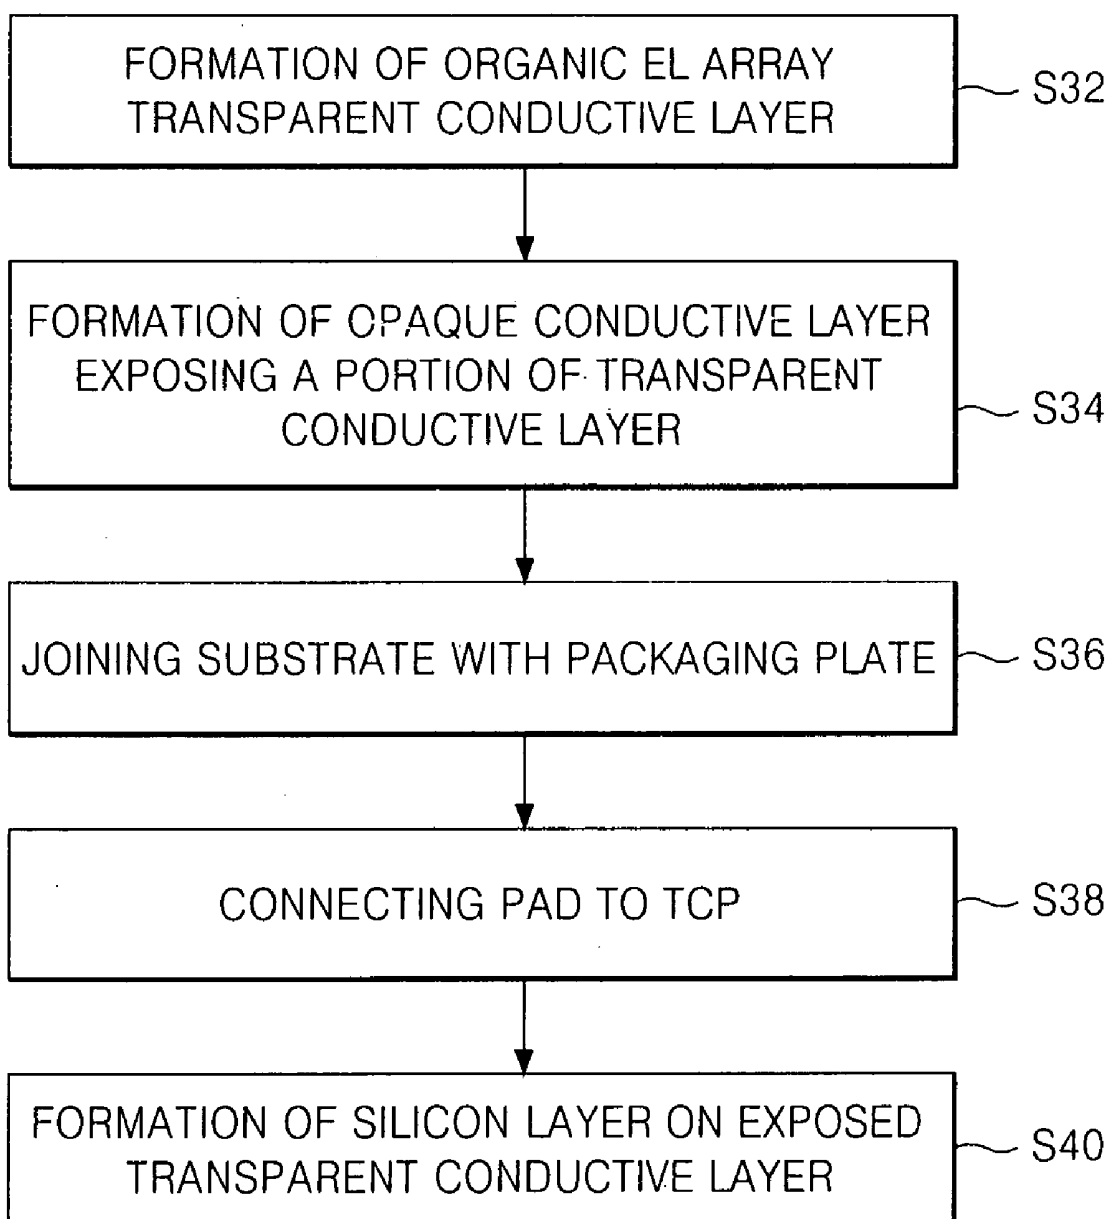 FORMATION OF ORGANIC EL ARRAY
TRANSPARENT CONDUCTIVE LAYER
S32
FORMATION OF OPAQUE CONDUCTIVE LAYER
EXPOSING A PORTION OF TRANSPARENT
CONDUCTIVE LAYER
S34
JOINING SUBSTRATE WITH PACKAGING PLATE
S36
CONNECTING PAD TO TCP
S38
FORMATION OF SILICON LAYER ON EXPOSED
TRANSPARENT CONDUCTIVE LAYER
S40